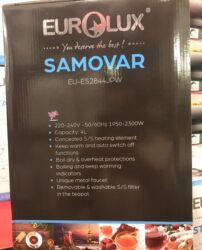 EUROLUX®
You deserve the best !
SAMOVAR
EU-ES2844JPW
220-240V ~50/60Hz 1950-2300W
Capacity: 4L
Concealed S/S heating element
Keep warm and auto switch off
functions
Boil dry & overheat protections
Boiling and keep warming
indicators
Unique metal faucet
Removable & washable S/S filter
in the teapot